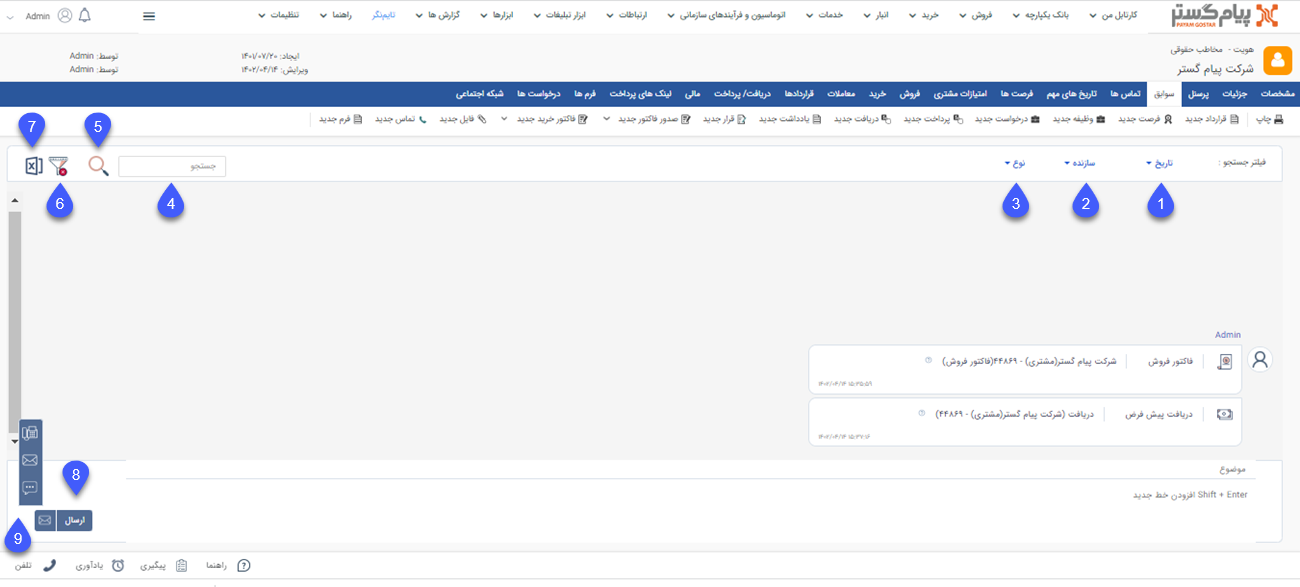 پیام گستر
PAYAM GOSTAR
کارتابل من
بانک یکپارچه
فروش
خرید
انبار
خدمات
اتوماسیون و فرآیندهای سازمانی
ارتباطات
ابزار تبلیغات
ابزارها
گزارش ها
تایم‌نگر
راهنما
تنظیمات
Admin
هویت - مخاطب حقوقی
شرکت پیام گستر
ایجاد: ۱۴۰۱/۰۷/۲۰
توسط: Admin
ویرایش: ۱۴۰۲/۰۴/۱۴
توسط: Admin
مشخصات
جزئیات
پرسنل
سوابق
تماس ها
تاریخ های مهم
فرصت ها
امتیازات مشتری
فروش
خرید
معاملات
قراردادها
دریافت/ پرداخت
مالی
لینک های پرداخت
فرم ها
درخواست ها
شبکه اجتماعی
چاپ
قرارداد جدید
فرصت جدید
وظیفه جدید
درخواست جدید
پرداخت جدید
دریافت جدید
یادداشت جدید
قرار جدید
صدور فاکتور جدید
فاکتور خرید جدید
فایل جدید
تماس جدید
فرم جدید
5
7
فیلتر جستجو :
تاریخ
سازنده
نوع
جستجو
1
2
3
4
6
Admin
فاکتور فروش
شرکت پیام گستر(مشتری) - ۴۴۸۶۹(فاکتور فروش)
۱۴۰۲/۰۴/۱۴ ۱۵:۳۵:۵۹
دریافت پیش فرض
دریافت (شرکت پیام گستر(مشتری) - ۴۴۸۶۹)
۱۴۰۲/۰۴/۱۴ ۱۵:۳۷:۱۶
موضوع
Shift + Enter افزودن خط جدید
8
ارسال
9
راهنما
پیگیری
یادآوری
تلفن